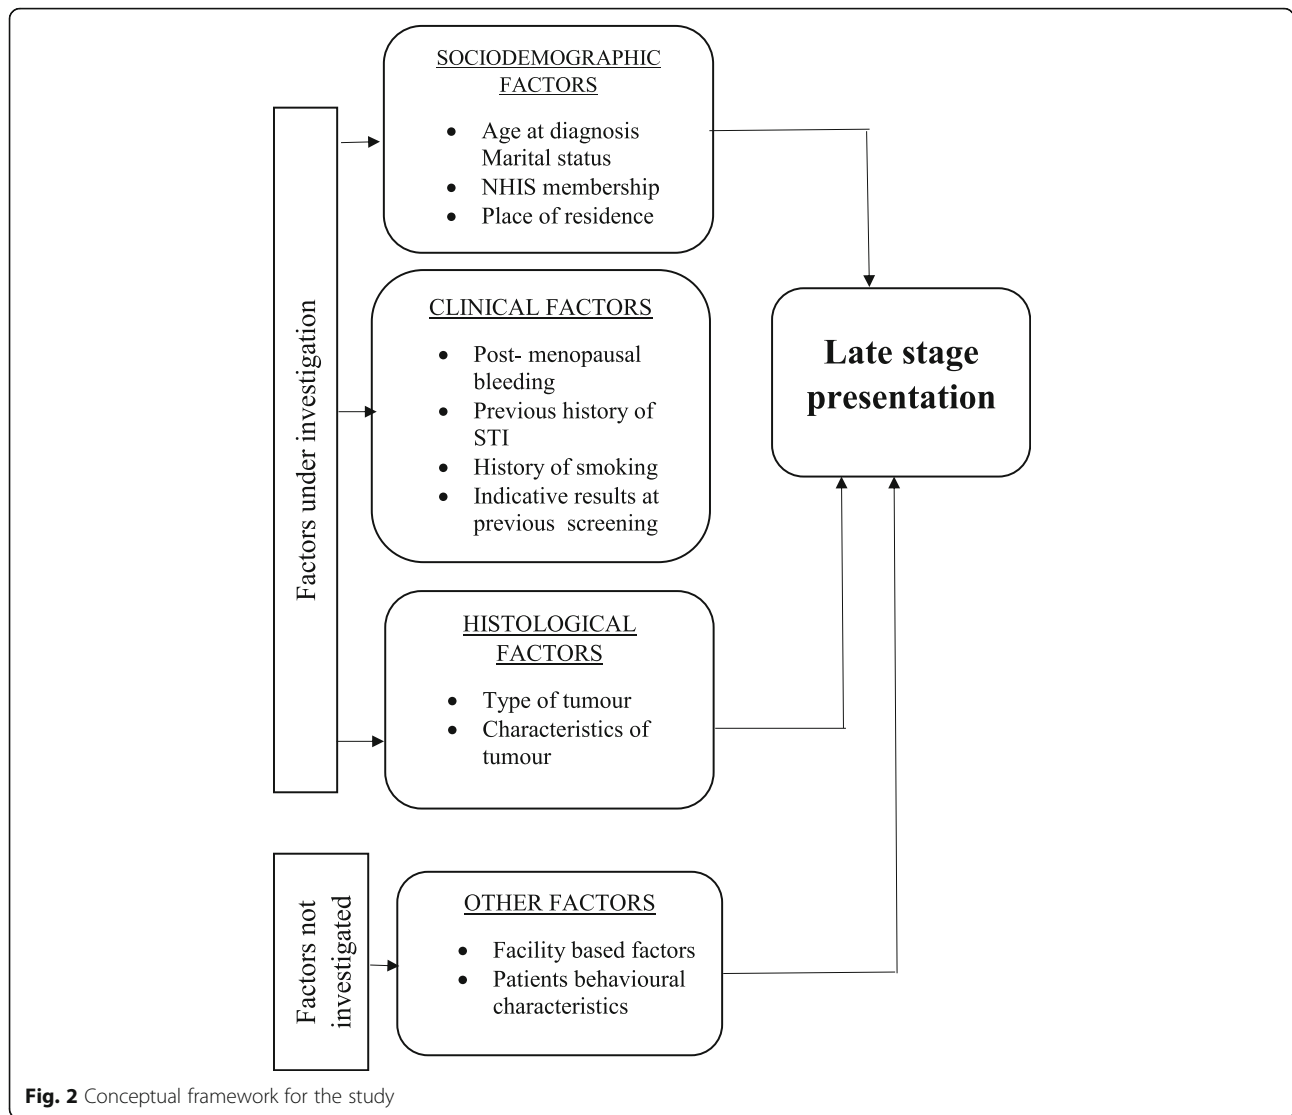 Factors under investigation
SOCIODEMOGRAPHIC
FACTORS
● Age at diagnosis
Marital status
● NHIS membership
● Place of residence
CLINICAL FACTORS
● Post- menopausal
bleeding
● Previous history of
STI
● History of smoking
● Indicative results at
previous screening
HISTOLOGICAL
FACTORS
● Type of tumour
● Characteristics of
tumour
Late stage
presentation
Factors not
investigated
OTHER FACTORS
● Facility based factors
● Patients behavioural
characteristics
Fig. 2 Conceptual framework for the study